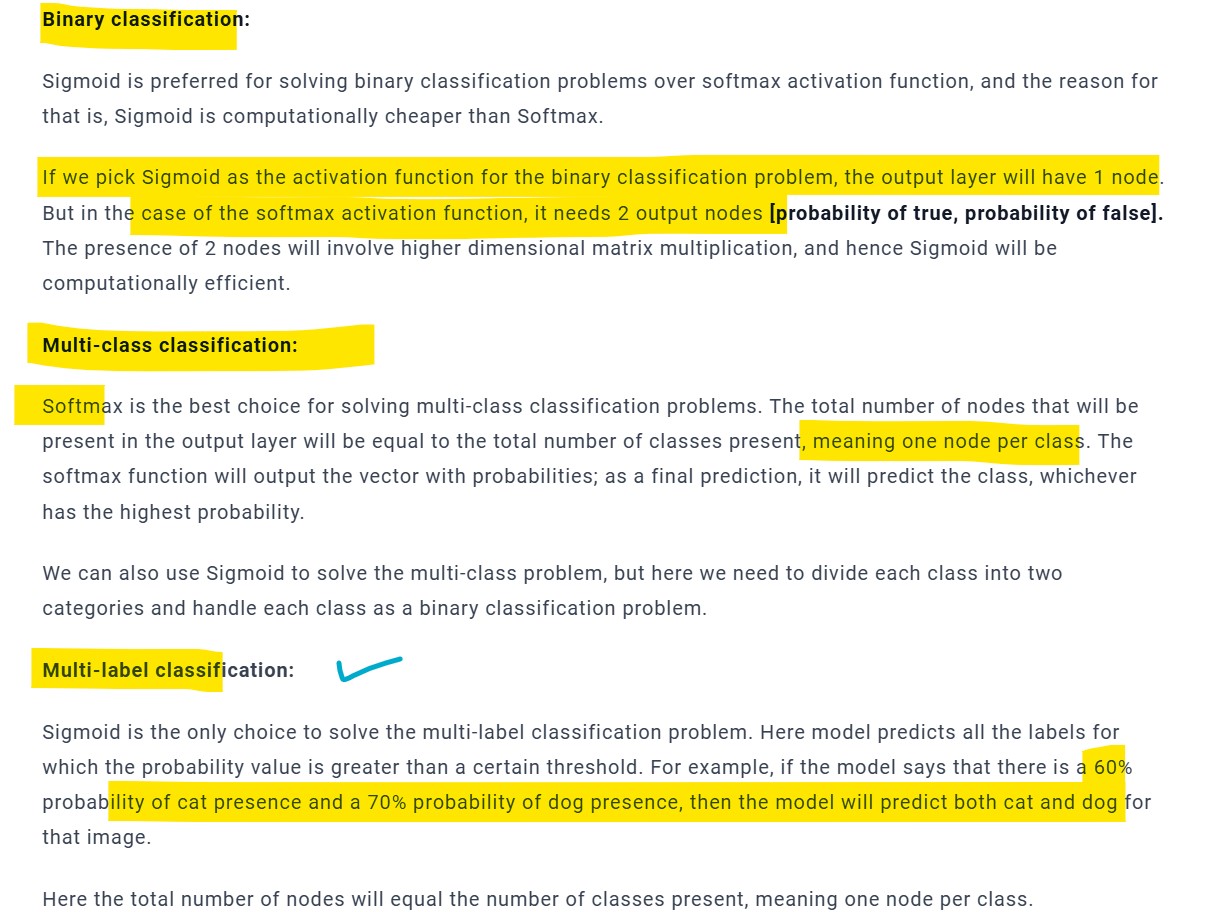 Binary classification:
Sigmoid is preferred for solving binary classification problems over softmax activation function, and the reason for
that is, Sigmoid is computationally cheaper than Softmax.
If we pick Sigmoid as the activation function for the binary classification problem, the output layer will have 1 node.
But in the case of the softmax activation function, it needs 2 output nodes [probability of true, probability of false].
The presence of 2 nodes will involve higher dimensional matrix multiplication, and hence Sigmoid will be
computationally efficient.
Multi-class classification:
Softmax is the best choice for solving multi-class classification problems. The total number of nodes that will be
present in the output layer will be equal to the total number of classes present, meaning one node per class. The
softmax function will output the vector with probabilities; as a final prediction, it will predict the class, whichever
has the highest probability.
We can also use Sigmoid to solve the multi-class problem, but here we need to divide each class into two
categories and handle each class as a binary classification problem.
Multi-label classification:
Sigmoid is the only choice to solve the multi-label classification problem. Here model predicts all the labels for
which the probability value is greater than a certain threshold. For example, if the model says that there is a 60%
probability of cat presence and a 70% probability of dog presence, then the model will predict both cat and dog for
that image.
Here the total number of nodes will equal the number of classes present, meaning one node per class.